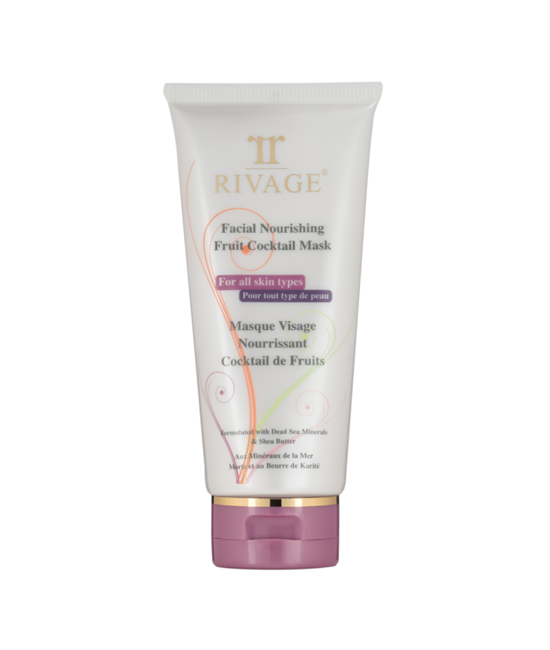 RIVAGE®
Facial Nourishing
Fruit Cocktail Mask
For all skin types
Pour tout type de peau
Masque Visage
Nourrissant
Cocktail de Fruits
Formulated with Dead Sea Minerals
& Shea Butter
Aux Minéraux de la Mer
Morte et au Beurre de Karité